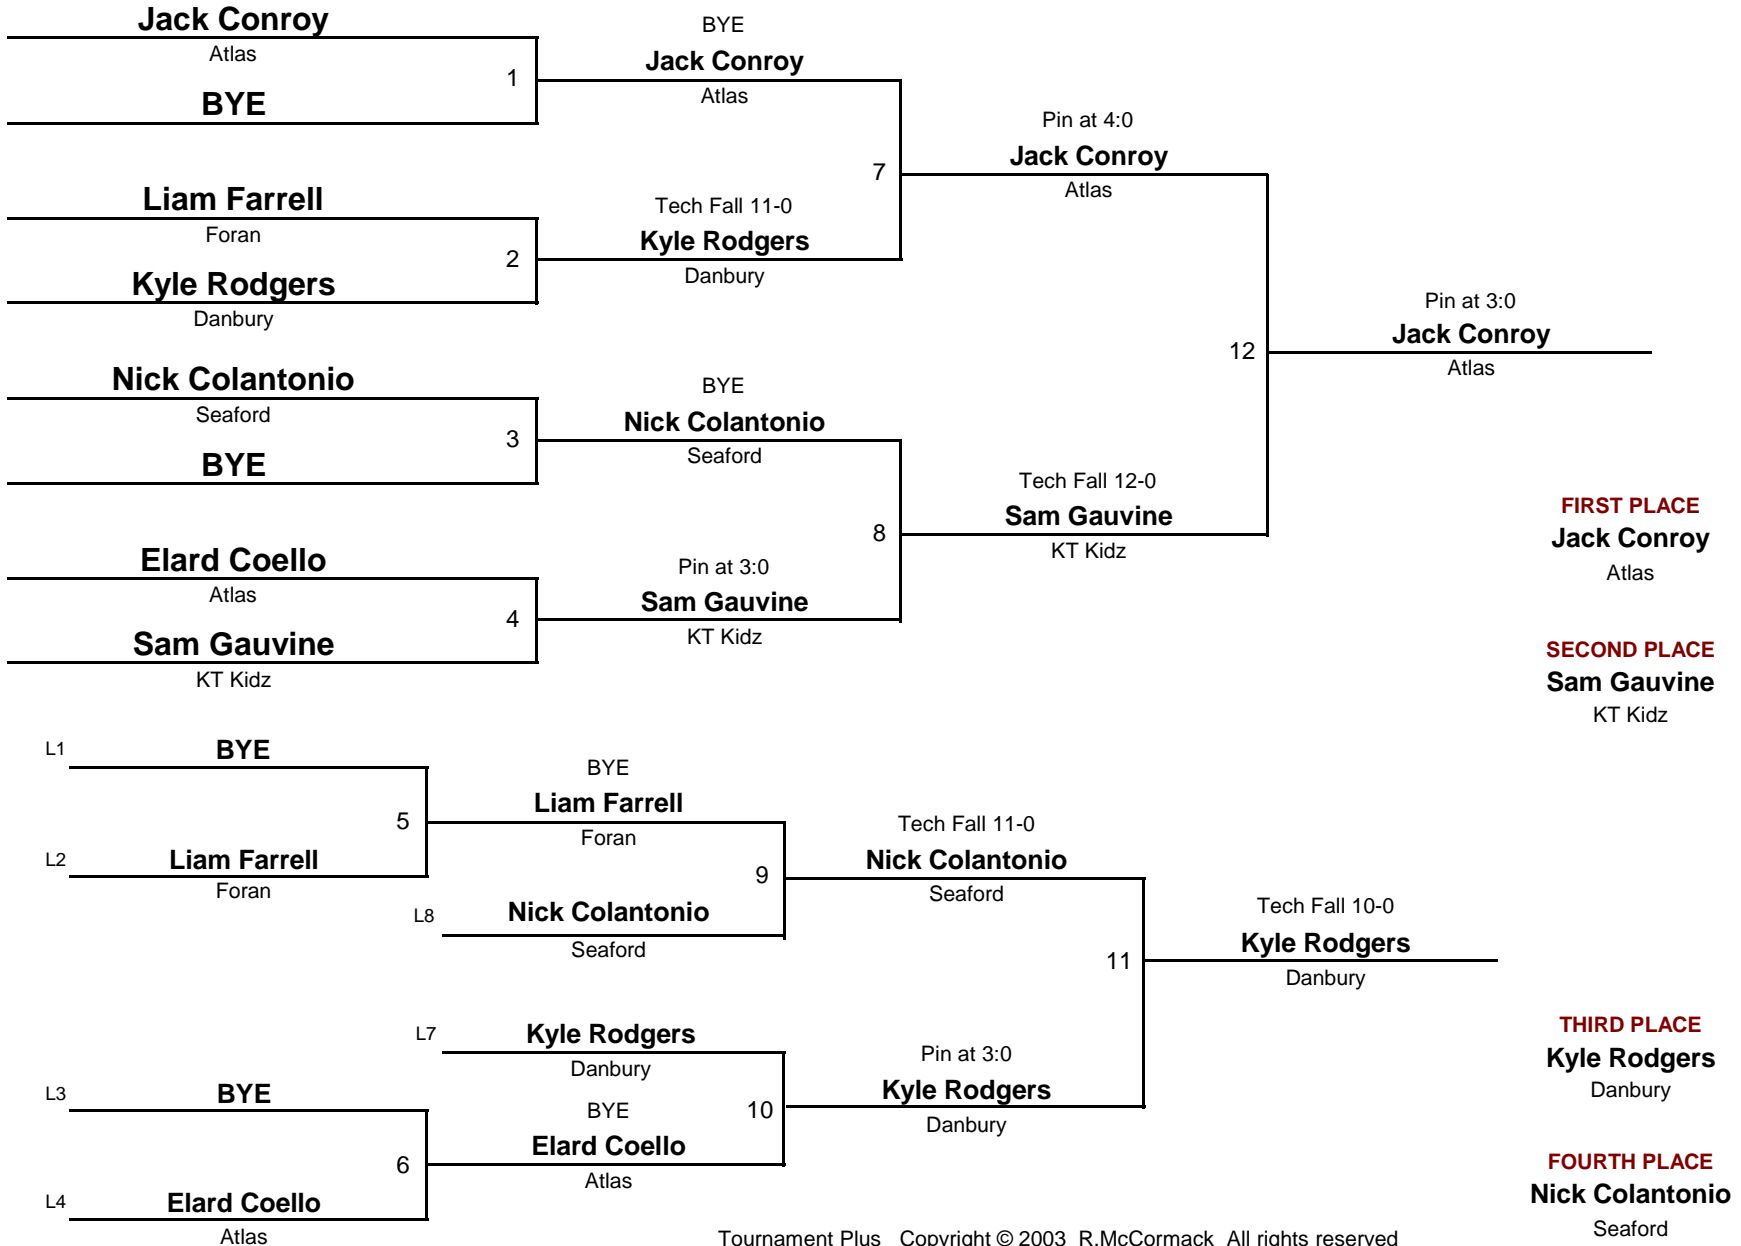 Jack Conroy
Atlas
1
BYE
BYE
Jack Conroy
Atlas
Liam Farrell
Foran
2
Kyle Rodgers
Danbury
Tech Fall 11-0
Kyle Rodgers
Danbury
7
Pin at 4:0
Jack Conroy
Atlas
Nick Colantonio
Seaford
3
BYE
BYE
Nick Colantonio
Seaford
Elard Coello
Atlas
4
Sam Gauvine
KT Kidz
Pin at 3:0
Sam Gauvine
KT Kidz
8
Tech Fall 12-0
Sam Gauvine
KT Kidz
12
Pin at 3:0
Jack Conroy
Atlas
FIRST PLACE
Jack Conroy
Atlas
SECOND PLACE
Sam Gauvine
KT Kidz
L1 BYE
5
L2 Liam Farrell
Foran
BYE
Liam Farrell
Foran
9
L8 Nick Colantonio
Seaford
Tech Fall 11-0
Nick Colantonio
Seaford
L7 Kyle Rodgers
Danbury
L3 BYE
6
L4 Elard Coello
Atlas
BYE
Elard Coello
Atlas
10
Pin at 3:0
Kyle Rodgers
Danbury
11
Tech Fall 10-0
Kyle Rodgers
Danbury
THIRD PLACE
Kyle Rodgers
Danbury
FOURTH PLACE
Nick Colantonio
Seaford
Tournament Plus Copyright © 2003 R.McCormack All rights reserved